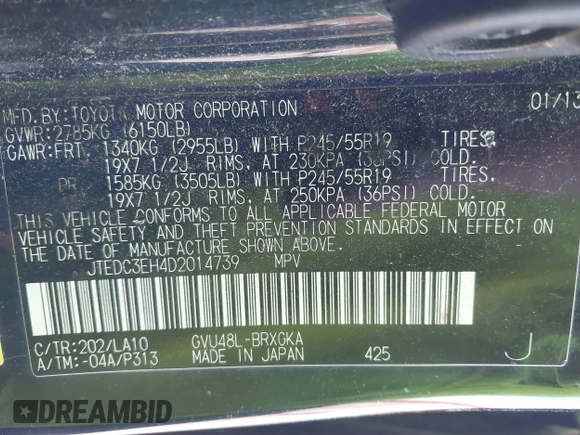 MFD.BY:TOYOTA MOTOR CORPORATION 01/13
GVWR:2785KG (6150LB)
GAWR:FRT. 1340KG (2955LB) WITH P245/55R19 TIRES,
19X7 1/2J RIMS, AT 230KPA (33PSI) COLD.
RR. 1585KG (3505LB) WITH P245/55R19 TIRES,
19X7 1/2J RIMS, AT 250KPA (36PSI) COLD.
THIS VEHICLE CONFORMS TO ALL APPLICABLE FEDERAL MOTOR
VEHICLE SAFETY AND THEFT PREVENTION STANDARDS IN EFFECT ON
THE DATE OF MANUFACTURE SHOWN ABOVE.
JTEDC3EH4D2014739 MPV
C/TR:202/LA10 GVU48L-BRXGKA
A/TM:-04A/P313 MADE IN JAPAN 425 J
DREAMBID